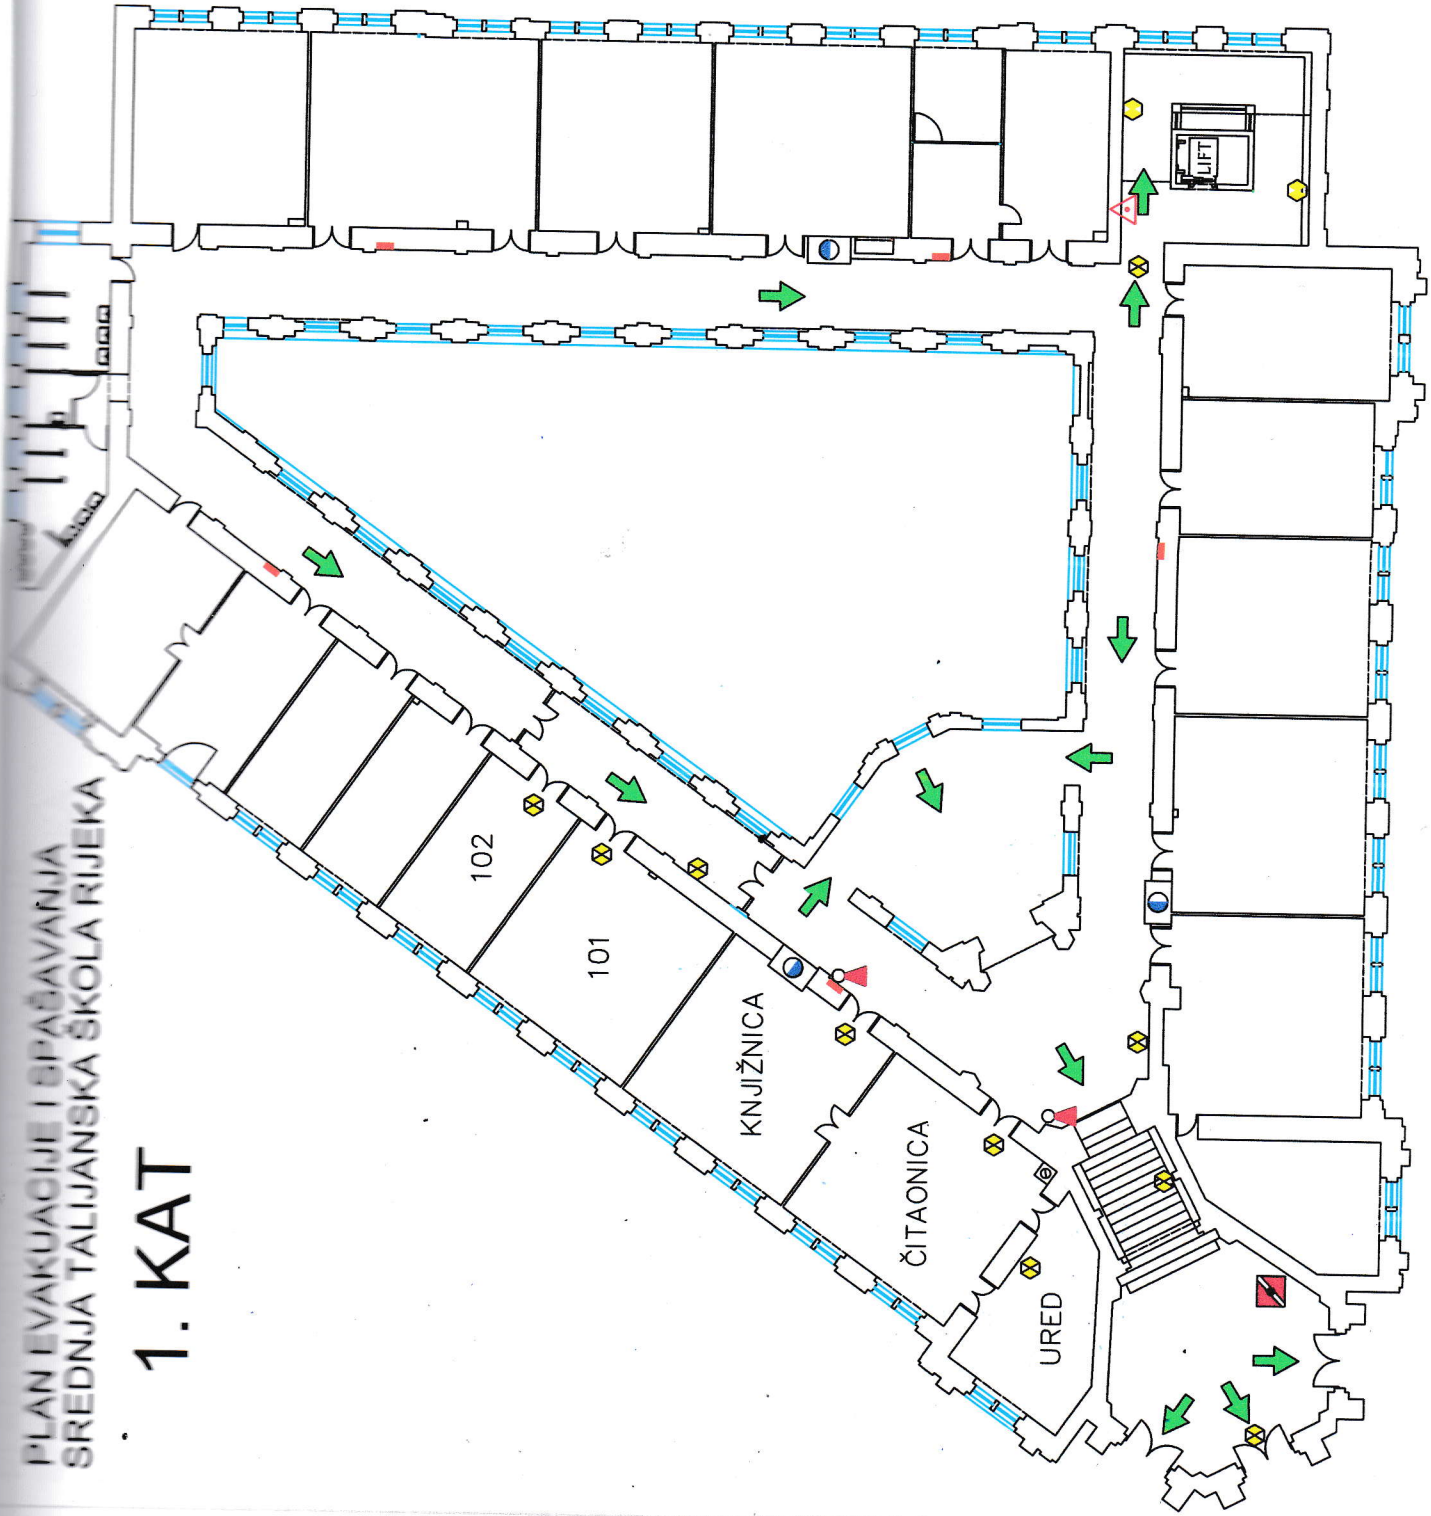 PLAN EVAKUACIJE I SPAŠAVANJA
SREDNJA TALIJANSKA ŠKOLA RIJEKA
1. KAT
102
101
KNJIŽNICA
ČITAONICA
URED
LIFT